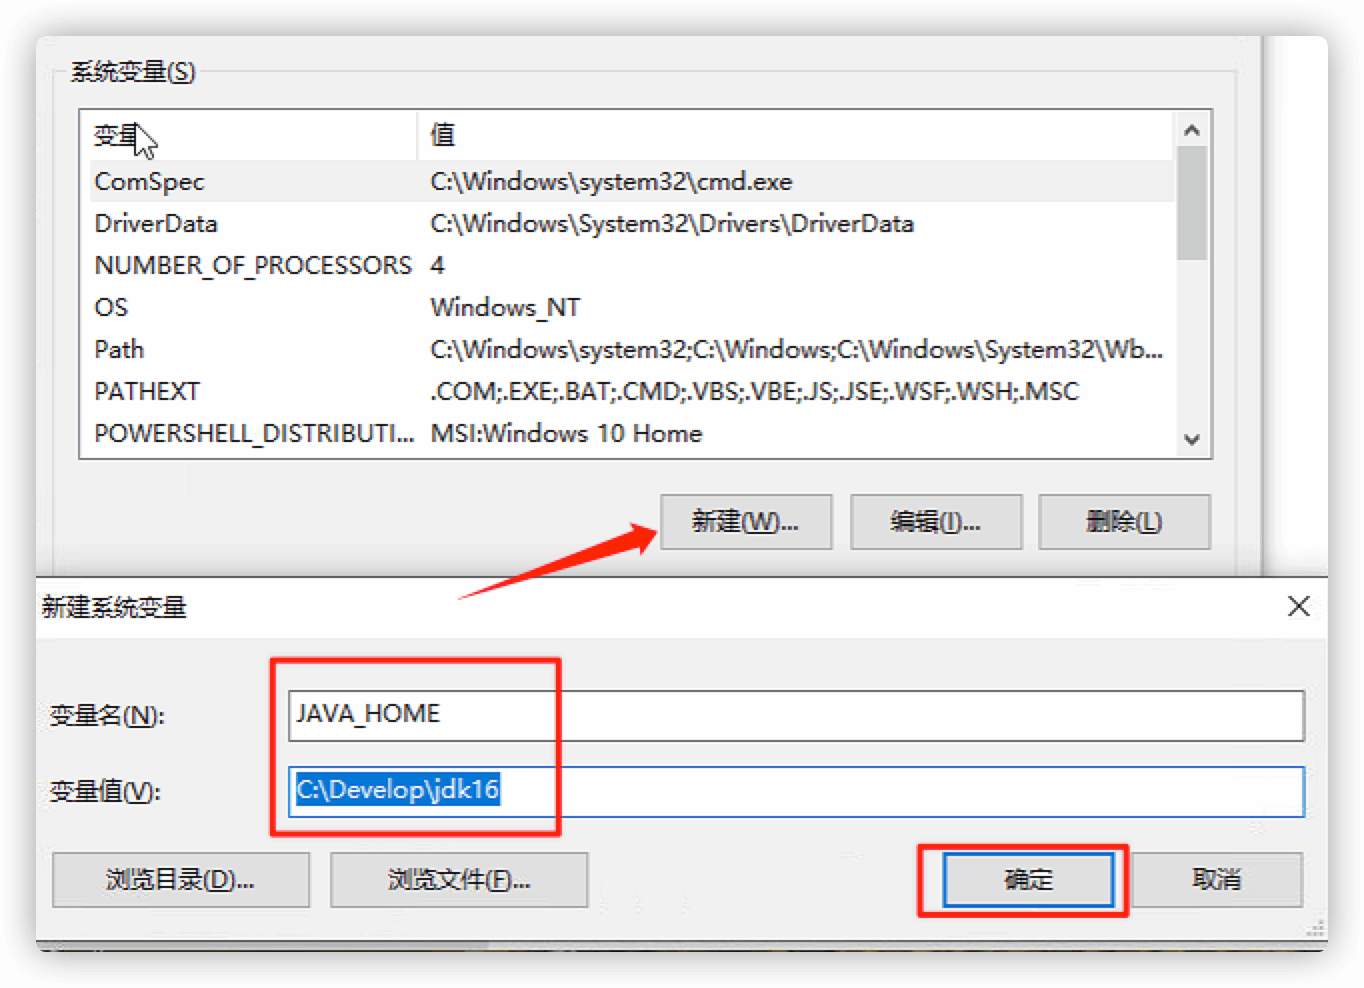 系统变量(S)
变量 值
ComSpec C:\Windows\system32\cmd.exe
DriverData C:\Windows\System32\Drivers\DriverData
NUMBER_OF_PROCESSORS 4
OS Windows_NT
Path C:\Windows\system32;C:\Windows;C:\Windows\System32\Wb...
PATHEXT .COM;.EXE;.BAT;.CMD;.VBS;.VBE;.JS;.JSE;.WSF;.WSH;.MSC
POWERSHELL_DISTRIBUTI... MSI:Windows 10 Home
新建(W)... 编辑(I)... 删除(L)
新建系统变量
变量名(N): JAVA_HOME
变量值(V): C:\Develop\jdk16
浏览目录(D)... 浏览文件(F)... 确定 取消